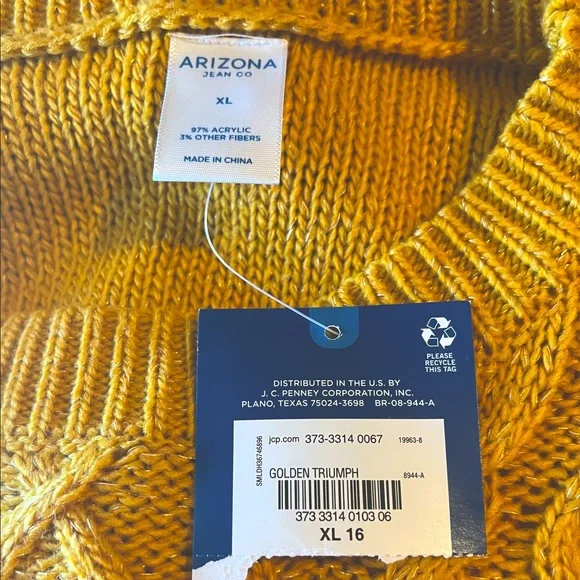 ARIZONA
JEAN CO
XL
97% ACRYLIC
3% OTHER FIBERS
MADE IN CHINA
PLEASE
RECYCLE
THIS TAG
DISTRIBUTED IN THE U.S. BY
J. C. PENNEY CORPORATION, INC.
PLANO, TEXAS 75024-3698 BR-08-944-A
SMLDH36746896
jcp.com 373-3314 0067 19963-8
GOLDEN TRIUMPH 8944-A
373 3314 0103 06
XL 16